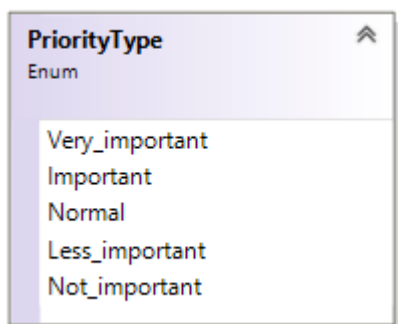 PriorityType
Enum
Very_important
Important
Normal
Less_important
Not_important